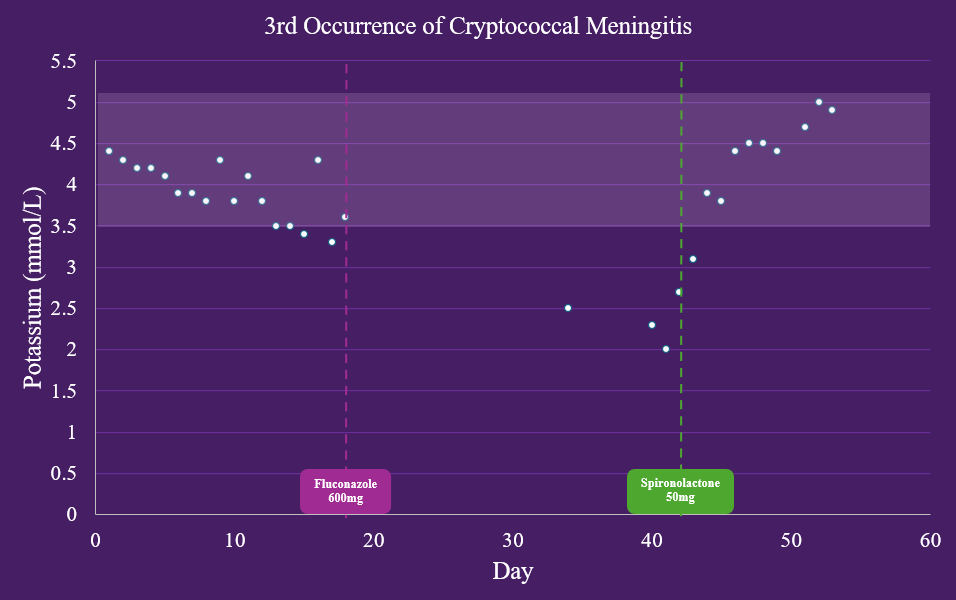 3rd Occurrence of Cryptococcal Meningitis
5.5
5
4.5
4
3.5
3
2.5
2
1.5
1
0.5
0
Potassium (mmol/L)
Fluconazole
600mg
Spironolactone
50mg
0 10 20 30 40 50 60
Day